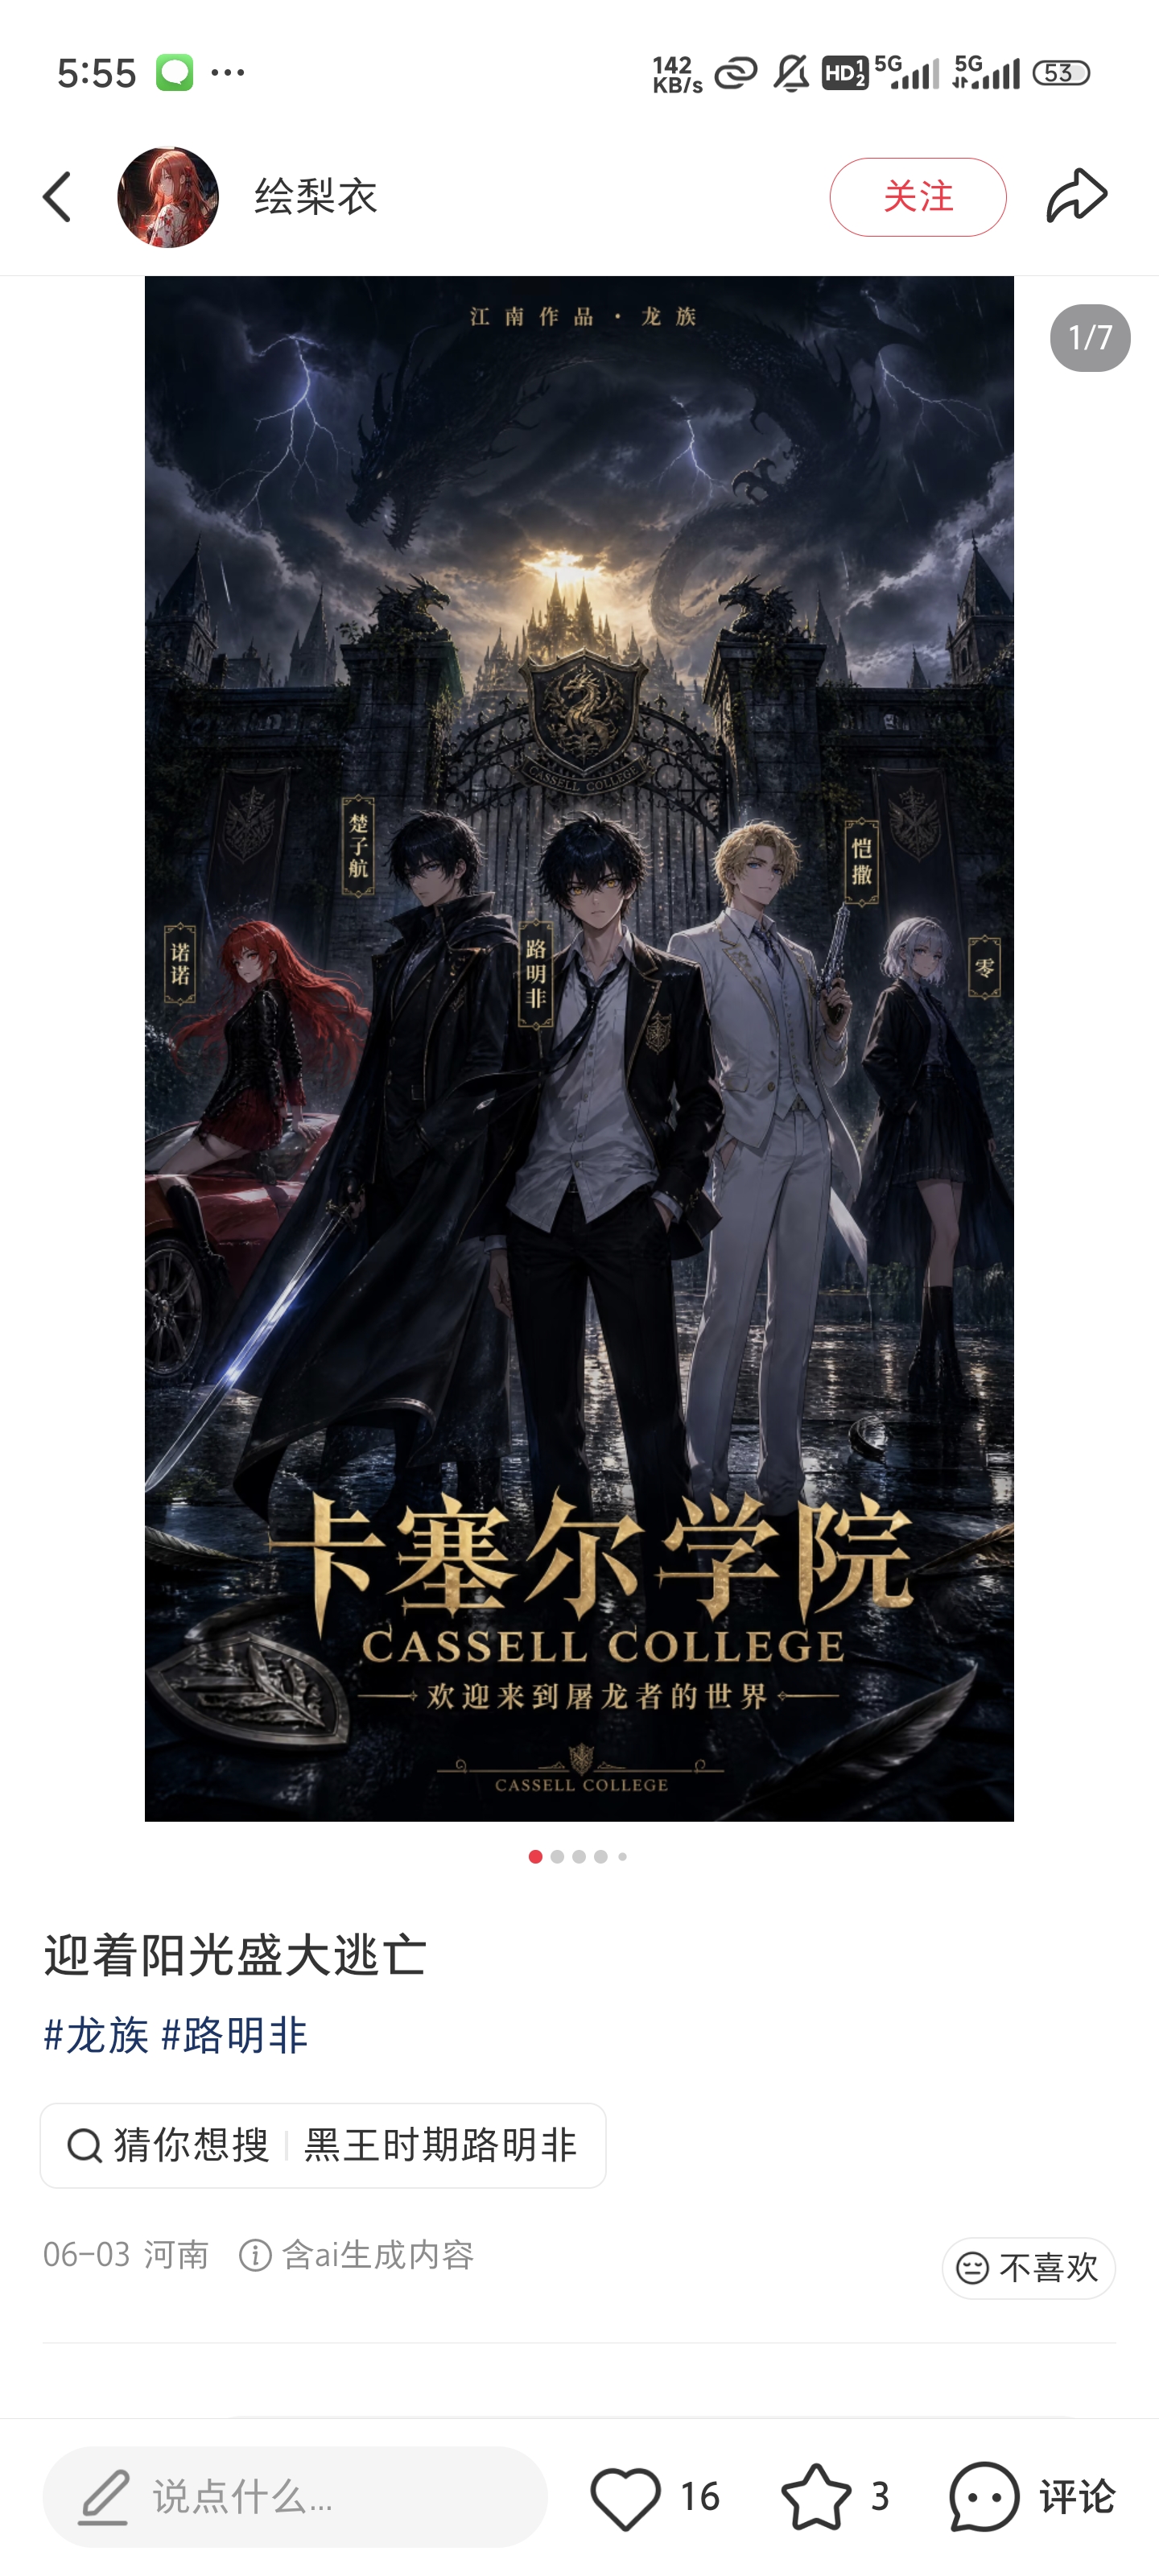 5:55
142
KB/s
HD 1 2
5G
5G
53
绘梨衣
关注
江南作品·龙族
1/7
CASSELL COLLEGE
楚子航
恺撒
诺诺
路明非
零
卡塞尔学院
CASSELL COLLEGE
欢迎来到屠龙者的世界
CASSELL COLLEGE
迎着阳光盛大逃亡
#龙族 #路明非
猜你想搜 | 黑王时期路明非
06-03 河南 含ai生成内容
不喜欢
说点什么...
16
3
评论